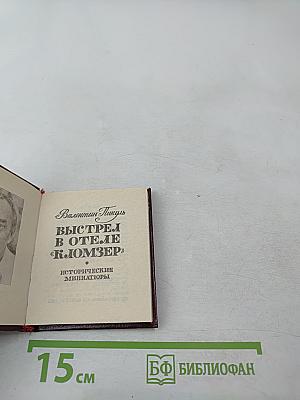 Валентин Пикуль
ВЫСТРЕЛ
В ОТЕЛЕ
«КЛОМЗЕР»
ИСТОРИЧЕСКИЕ
МИНИАТЮРЫ
15 см
БФ БИБЛИОФАН